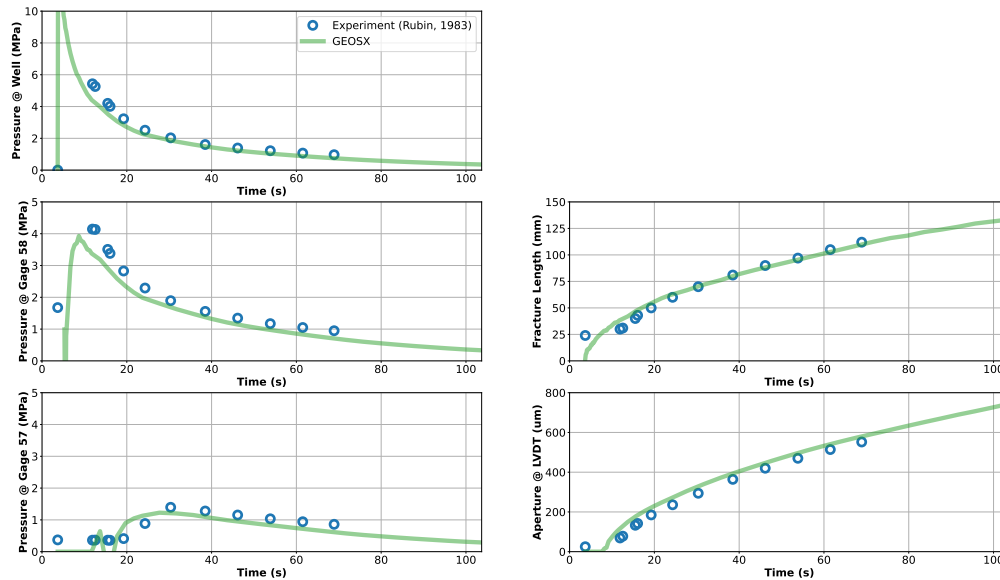 Pressure @ Well (MPa)
10
8
6
4
2
0
0 20 40 60 80 100
Time (s)
Experiment (Rubin, 1983)
GEOSX
Pressure @ Gage 58 (MPa)
5
4
3
2
1
0
0 20 40 60 80 100
Time (s)
Fracture Length (mm)
150
125
100
75
50
25
0
0 20 40 60 80 100
Time (s)
Pressure @ Gage 57 (MPa)
5
4
3
2
1
0
0 20 40 60 80 100
Time (s)
Aperture @ LVDT (um)
800
600
400
200
0
0 20 40 60 80 100
Time (s)